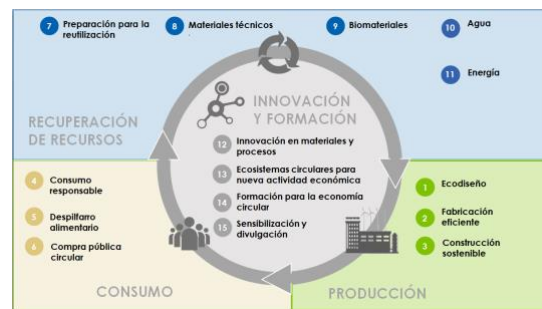 7 Preparación para la
reutilización
8 Materiales técnicos
9 Biomateriales
10 Agua
11 Energía
RECUPERACIÓN
DE RECURSOS
INNOVACIÓN
Y FORMACIÓN
12 Innovación en materiales y
procesos
13 Ecosistemas circulares para
nueva actividad económica
14 Formación para la economía
circular
15 Sensibilización y
divulgación
4 Consumo
responsable
5 Despilfarro
alimentario
6 Compra pública
circular
CONSUMO
1 Ecodiseño
2 Fabricación
eficiente
3 Construcción
sostenible
PRODUCCIÓN